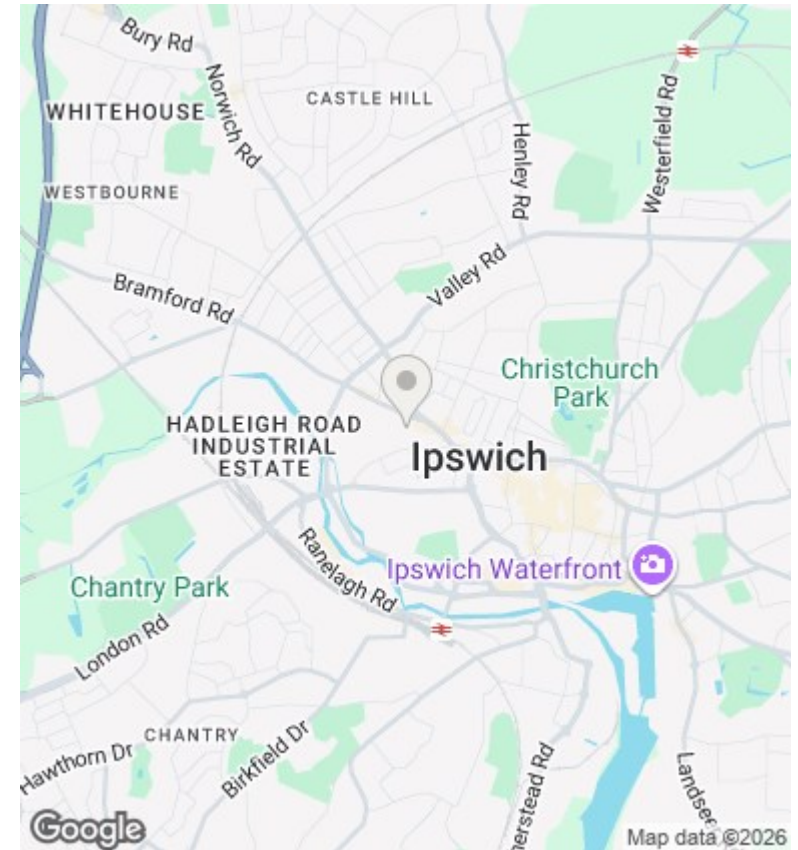 Bury Rd
Norwich Rd
WHITEHOUSE
CASTLE HILL
WESTBOURNE
Henley Rd
Westerfield Rd
Bramford Rd
Valley Rd
Christchurch
Park
HADLEIGH ROAD
INDUSTRIAL
ESTATE
Ipswich
Ranelagh Rd
Ipswich Waterfront
Chantry Park
London Rd
CHANTRY
Hawthorn Dr
Birkfield Dr
Google
Map data ©2026